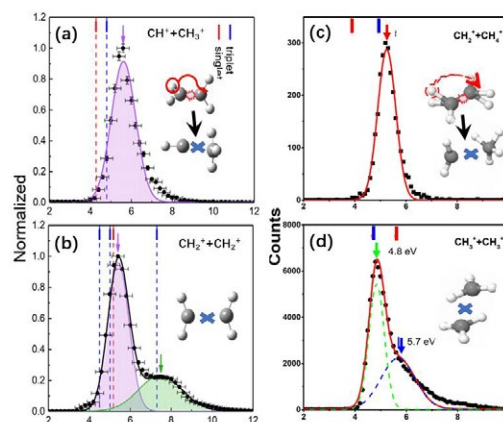 singlet
triplet
(a)
CH⁺+CH₃⁺
1.0
0.8
0.6
0.4
0.2
0.0
2 4 6 8 10 12
(b)
CH₂⁺+CH₂⁺
1.0
0.8
0.6
0.4
0.2
0.0
2 4 6 8 10 12
Normalized
(c)
300
200
100
0
2 4 6 8
(d)
CH₃⁺+CH₃⁺
4.8 eV
5.7 eV
8000
6000
4000
2000
0
2 4 6 8
Counts